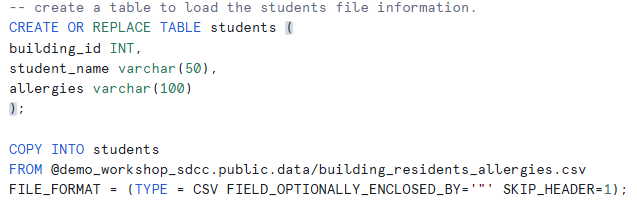 -- create a table to load the students file information.
CREATE OR REPLACE TABLE students (
building_id INT,
student_name varchar(50),
allergies varchar(100)
);
COPY INTO students
FROM @demo_workshop_sdcc.public.data/building_residents_allergies.csv
FILE_FORMAT = (TYPE = CSV FIELD_OPTIONALLY_ENCLOSED_BY='"' SKIP_HEADER=1);